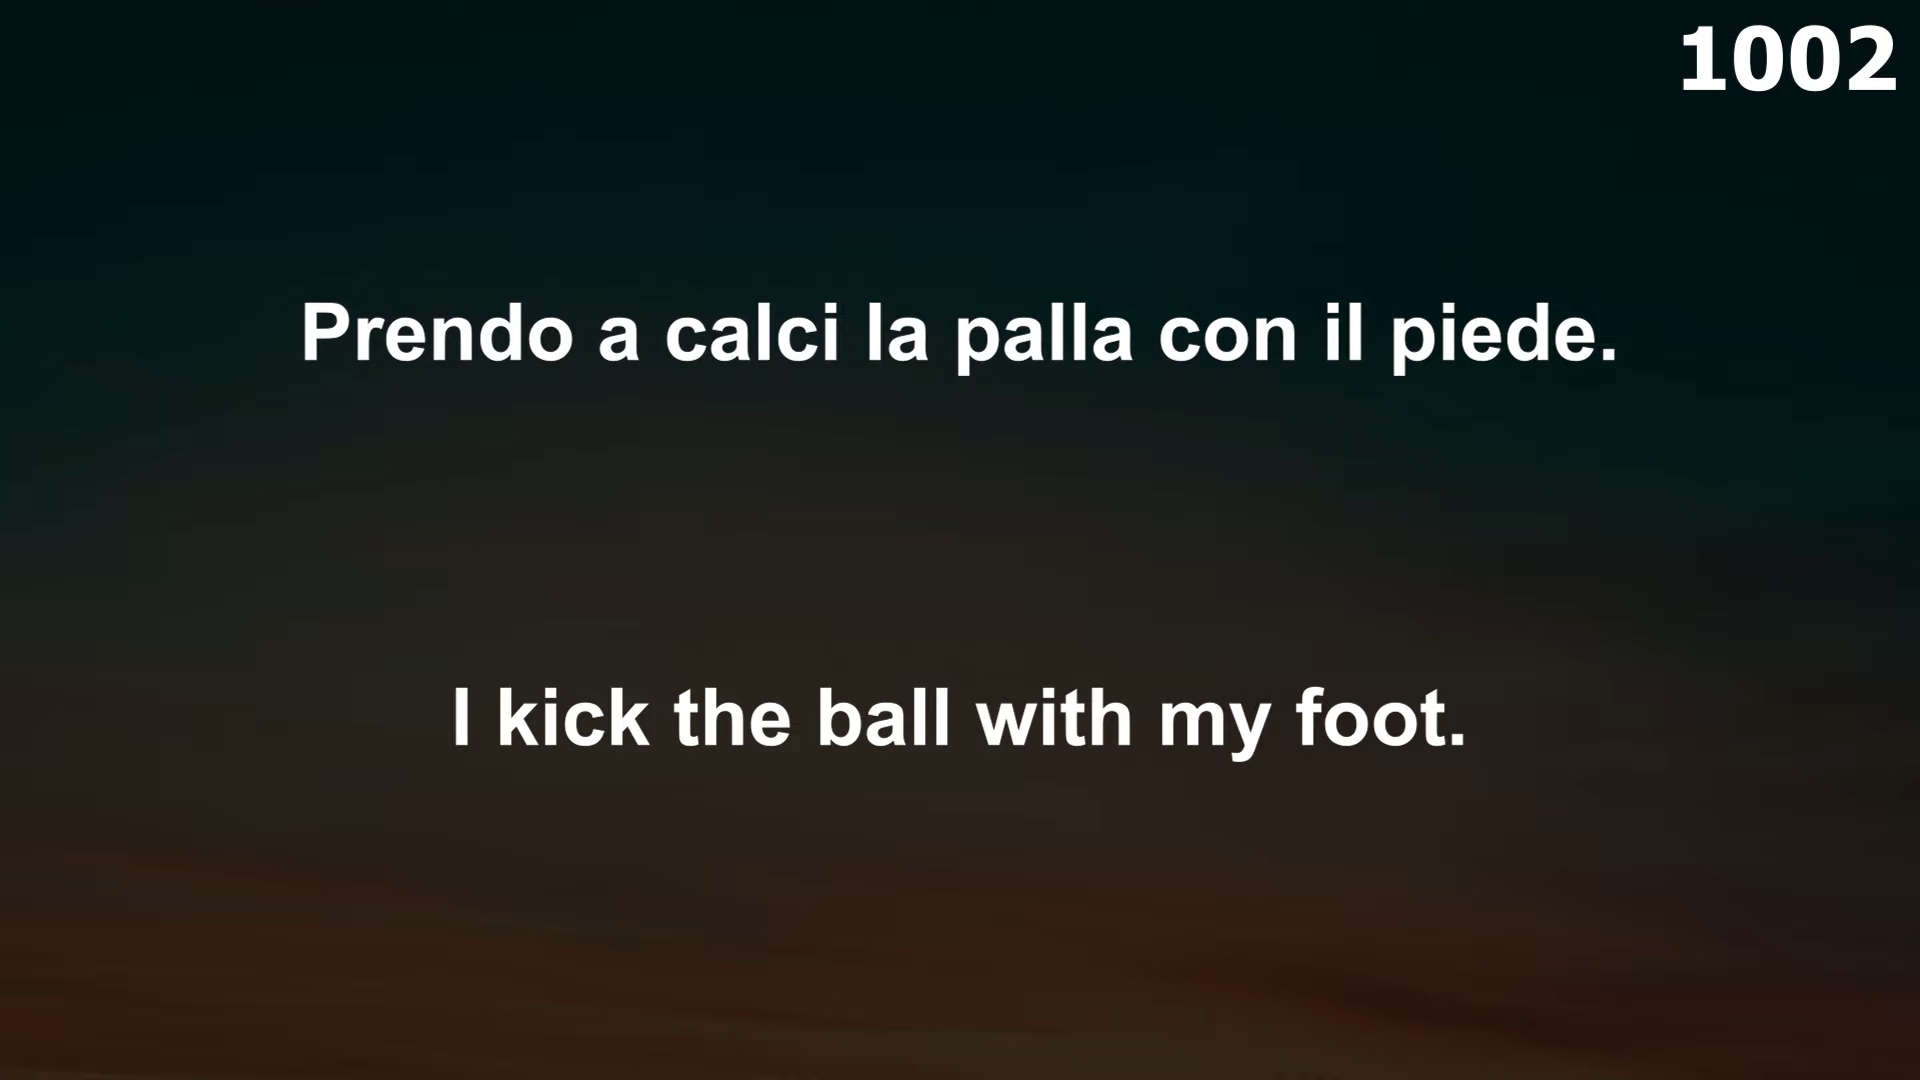 1002
Prendo a calci la palla con il piede.
I kick the ball with my foot.